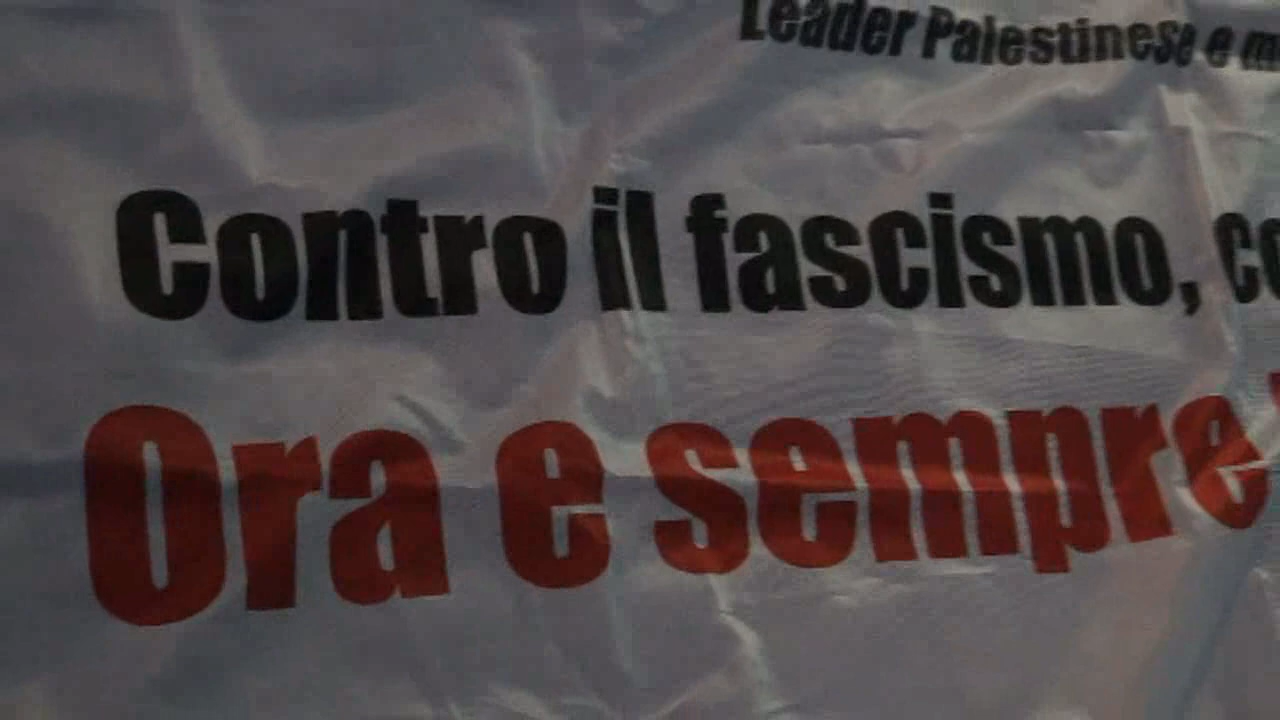 Leader Palestinese e
Contro il fascismo,
Ora e sempre